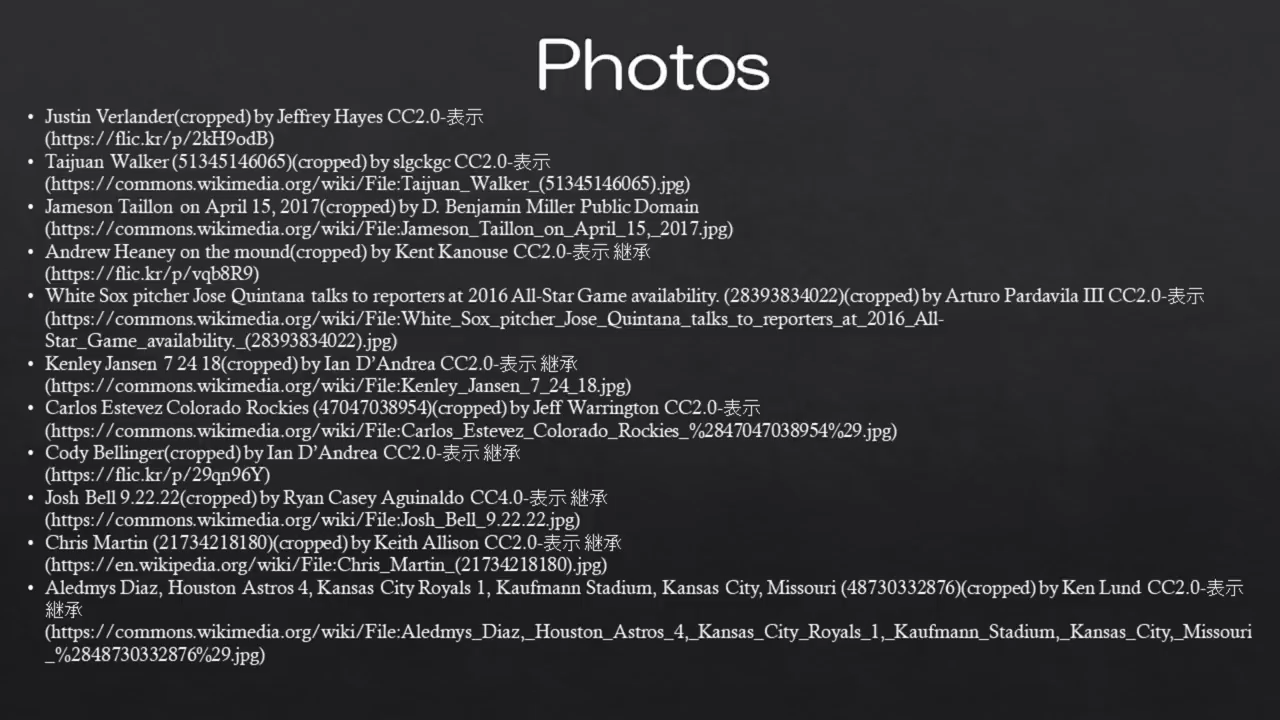 Photos
• Justin Verlander(cropped) by Jeffrey Hayes CC2.0-表示
(https://flic.kr/p/2kH9odB)
• Taijuan Walker (51345146065)(cropped) by slgckgc CC2.0-表示
(https://commons.wikimedia.org/wiki/File:Taijuan_Walker_(51345146065).jpg)
• Jameson Taillon on April 15, 2017(cropped) by D. Benjamin Miller Public Domain
(https://commons.wikimedia.org/wiki/File:Jameson_Taillon_on_April_15,_2017.jpg)
• Andrew Heaney on the mound(cropped) by Kent Kanouse CC2.0-表示 継承
(https://flic.kr/p/vqb8R9)
• White Sox pitcher Jose Quintana talks to reporters at 2016 All-Star Game availability. (28393834022)(cropped) by Arturo Pardavila III CC2.0-表示
(https://commons.wikimedia.org/wiki/File:White_Sox_pitcher_Jose_Quintana_talks_to_reporters_at_2016_All-
Star_Game_availability._(28393834022).jpg)
• Kenley Jansen 7 24 18(cropped) by Ian D’Andrea CC2.0-表示 継承
(https://commons.wikimedia.org/wiki/File:Kenley_Jansen_7_24_18.jpg)
• Carlos Estevez Colorado Rockies (47047038954)(cropped) by Jeff Warrington CC2.0-表示
(https://commons.wikimedia.org/wiki/File:Carlos_Estevez_Colorado_Rockies_%2847047038954%29.jpg)
• Cody Bellinger(cropped) by Ian D’Andrea CC2.0-表示 継承
(https://flic.kr/p/29qn96Y)
• Josh Bell 9.22.22(cropped) by Ryan Casey Aguinaldo CC4.0-表示 継承
(https://commons.wikimedia.org/wiki/File:Josh_Bell_9.22.22.jpg)
• Chris Martin (21734218180)(cropped) by Keith Allison CC2.0-表示 継承
(https://en.wikipedia.org/wiki/File:Chris_Martin_(21734218180).jpg)
• Aledmys Diaz, Houston Astros 4, Kansas City Royals 1, Kaufmann Stadium, Kansas City, Missouri (48730332876)(cropped) by Ken Lund CC2.0-表示
継承
(https://commons.wikimedia.org/wiki/File:Aledmys_Diaz,_Houston_Astros_4,_Kansas_City_Royals_1,_Kaufmann_Stadium,_Kansas_City,_Missouri
_%2848730332876%29.jpg)